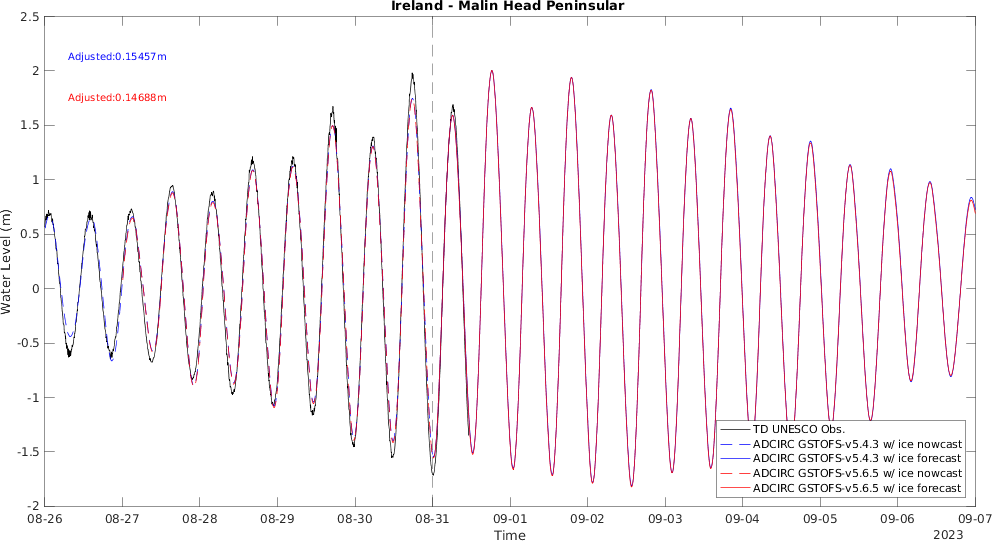 Ireland - Malin Head Peninsular
Adjusted:0.15457m
Adjusted:0.14688m
Water Level (m)
2.5
2
1.5
1
0.5
0
-0.5
-1
-1.5
-2
TD UNESCO Obs.
ADCIRC GSTOFS-v5.4.3 w/ ice nowcast
ADCIRC GSTOFS-v5.4.3 w/ ice forecast
ADCIRC GSTOFS-v5.6.5 w/ ice nowcast
ADCIRC GSTOFS-v5.6.5 w/ ice forecast
08-26 08-27 08-28 08-29 08-30 08-31 09-01 09-02 09-03 09-04 09-05 09-06 09-07
Time
2023